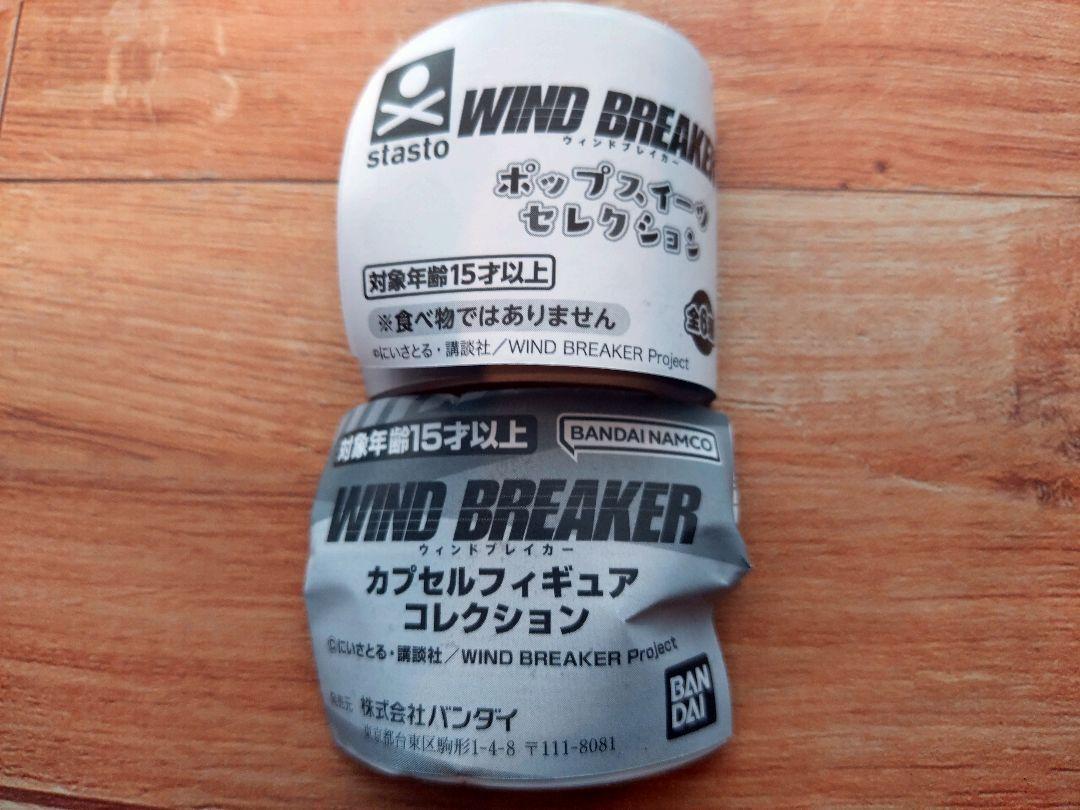 stasto
WIND BREAKER
ウィンドブレイカー
ポップスイーツ
セレクション
対象年齢15才以上
※食べ物ではありません
全6
©にいさとる・講談社／WIND BREAKER Project
対象年齢15才以上
BANDAI NAMCO
WIND BREAKER
ウィンドブレイカー
カプセルフィギュア
コレクション
©にいさとる・講談社／WIND BREAKER Project
発売元 株式会社バンダイ
東京都台東区駒形1-4-8 〒111-8081
BAN
DAI